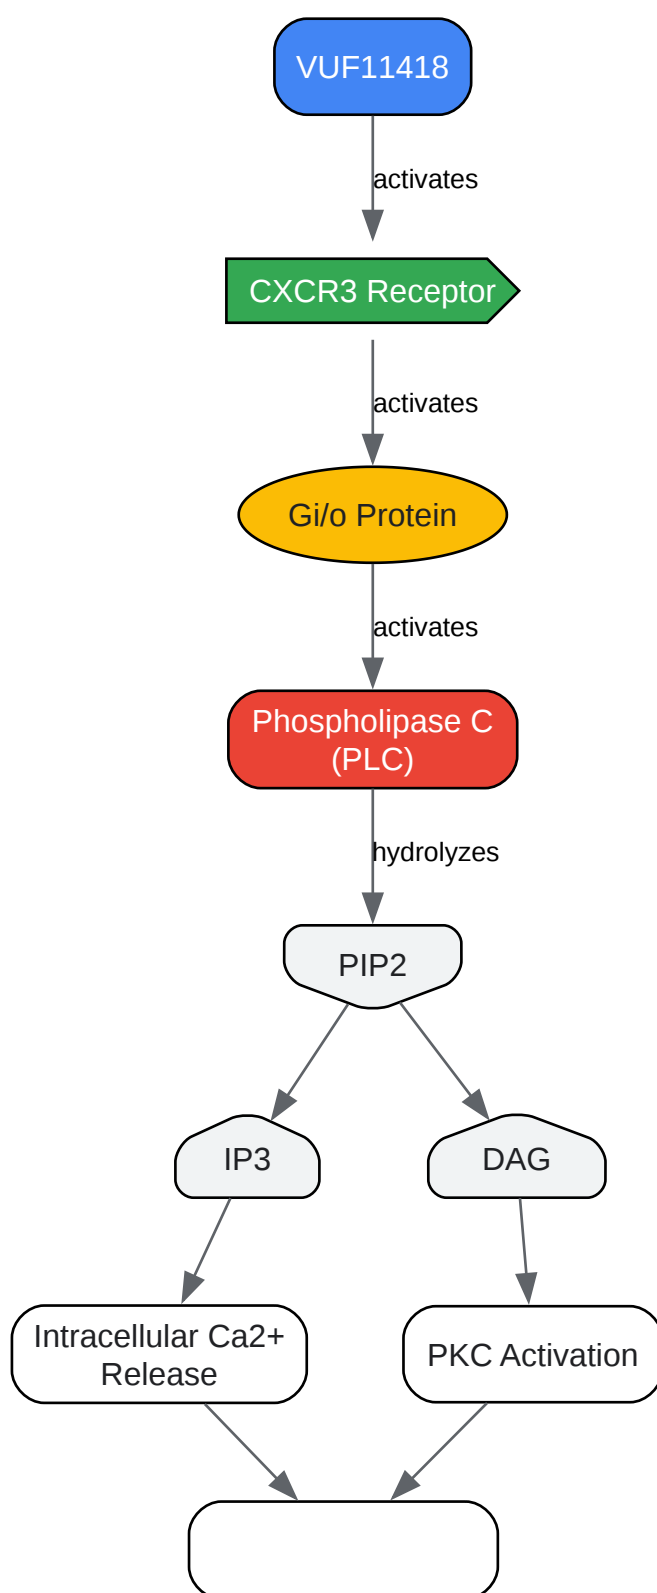 VUF11418
activates
CXCR3 Receptor
activates
Gi/o Protein
activates
Phospholipase C
(PLC)
hydrolyzes
PIP2
IP3
DAG
Intracellular Ca2+
Release
PKC Activation